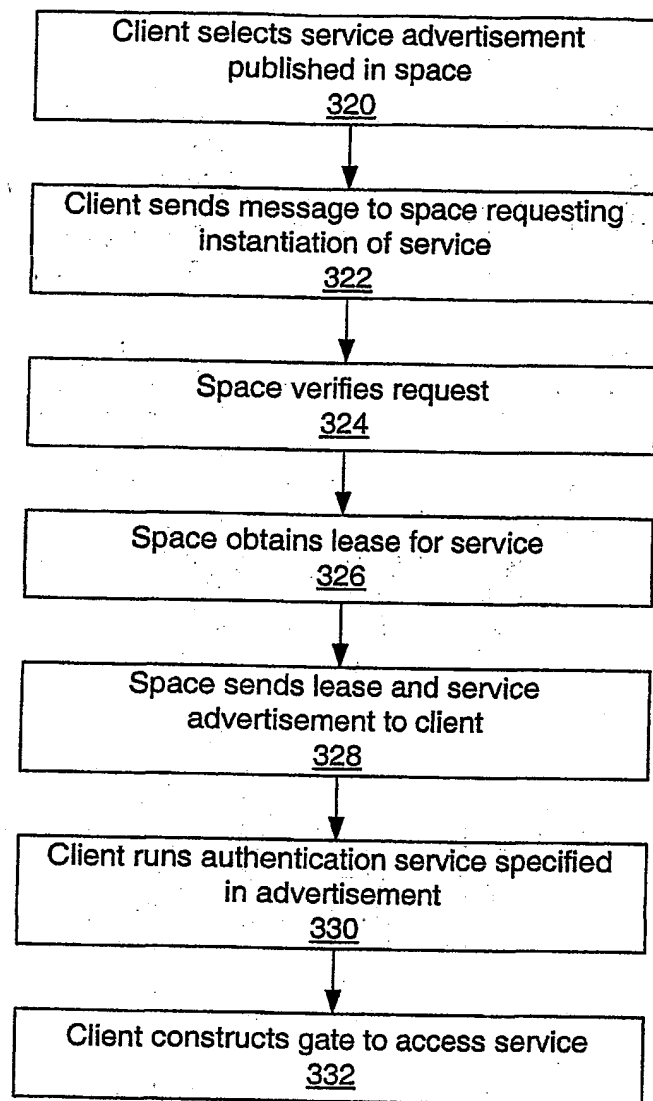 Client selects service advertisement
published in space
320
Client sends message to space requesting
instantiation of service
322
Space verifies request
324
Space obtains lease for service
326
Space sends lease and service
advertisement to client
328
Client runs authentication service specified
in advertisement
330
Client constructs gate to access service
332